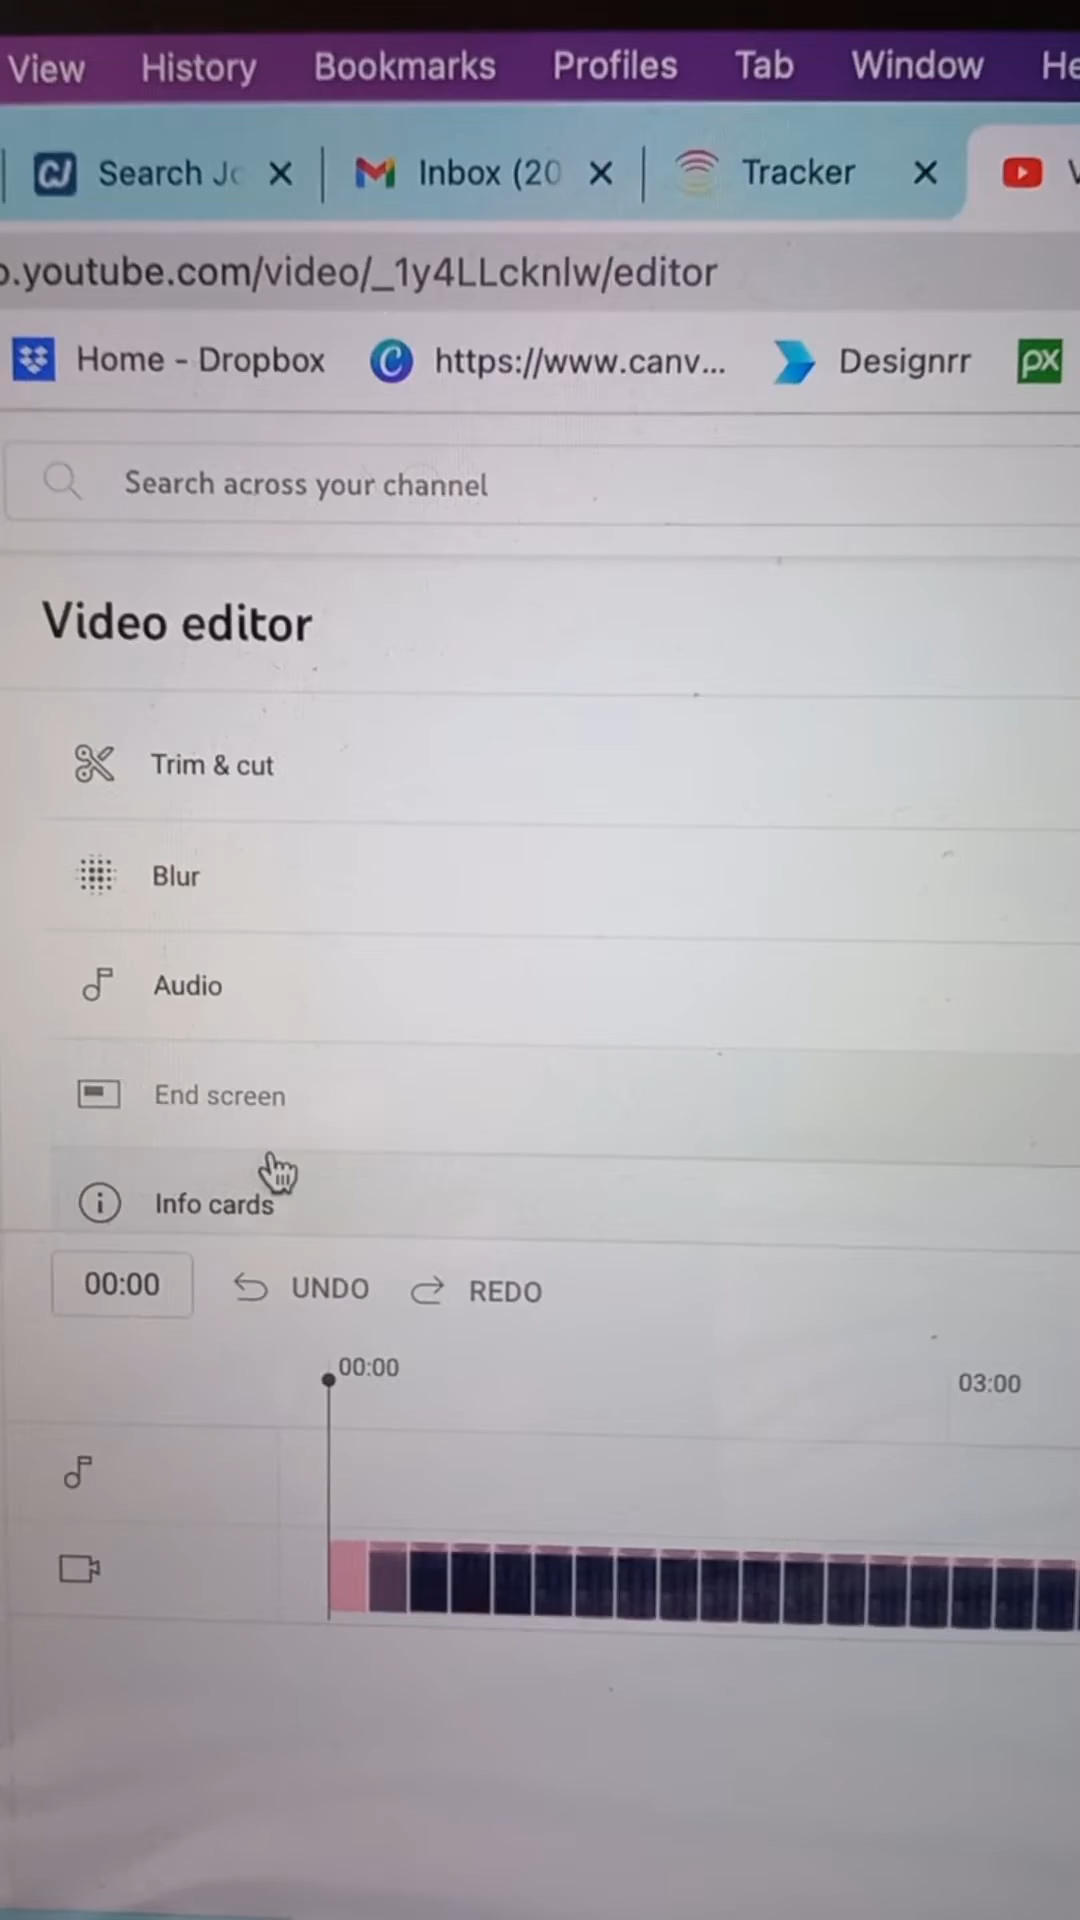 View History Bookmarks Profiles Tab Window
CJ Search Inbox (20 Tracker
.youtube.com/video/_1y4LLcknlw/editor
Home - Dropbox https://www.canv... Designrr px
Search across your channel
Video editor
Trim & cut
Blur
Audio
End screen
Info cards
00:00 UNDO REDO
00:00 03:00